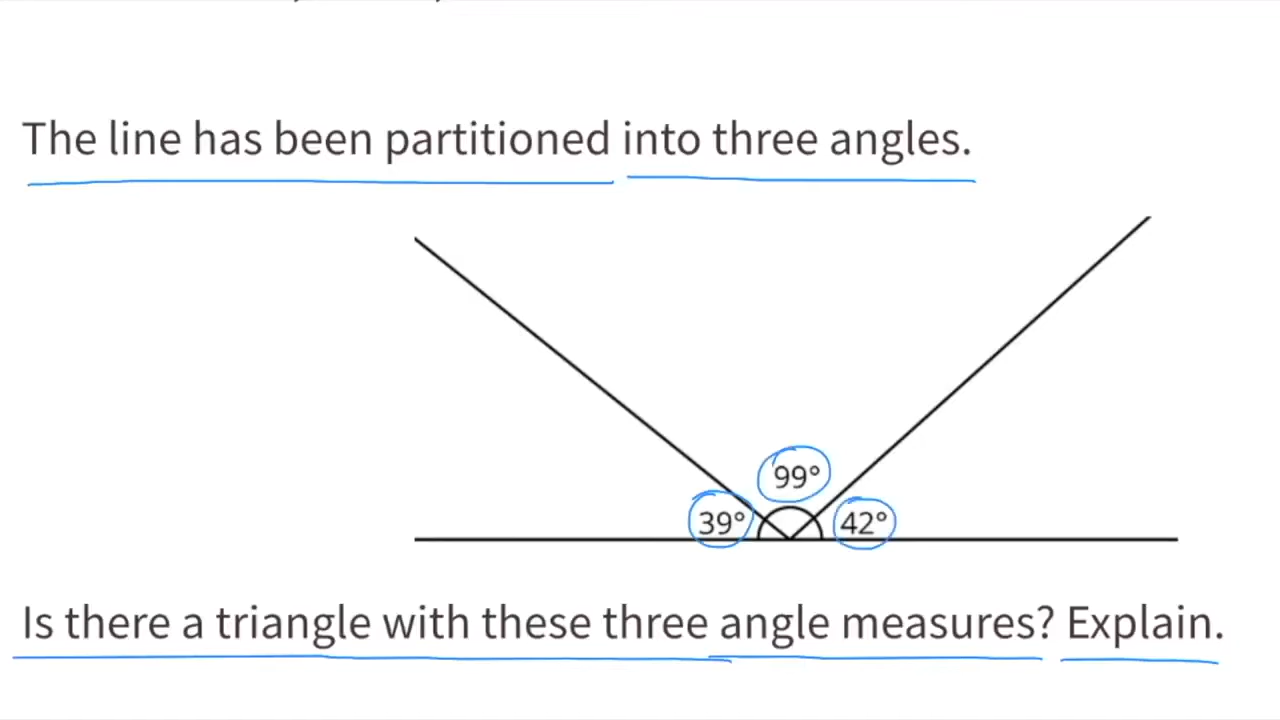 The line has been partitioned into three angles.
99°
39°
42°
Is there a triangle with these three angle measures? Explain.